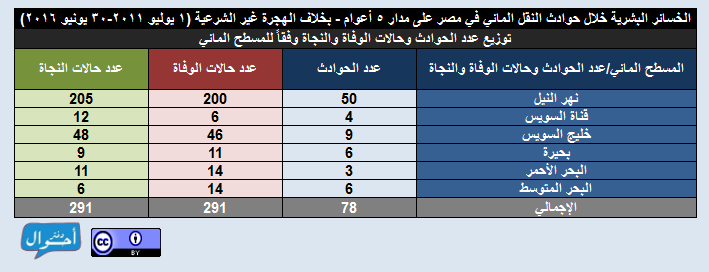 الخسائر البشرية خلال حوادث النقل المائي في مصر على مدار ٥ أعوام - بخلاف الهجرة غير الشرعية (١ يوليو ٢٠١١-٣٠ يونيو ٢٠١٦)
توزيع عدد الحوادث وحالات الوفاة والنجاة وفقاً للمسطح المائي
المسطح المائي/عدد الحوادث وحالات الوفاة والنجاة عدد الحوادث عدد حالات الوفاة عدد حالات النجاة
نهر النيل 50 200 205
قناة السويس 4 6 12
خليج السويس 9 46 48
بحيرة 6 11 9
البحر الأحمر 3 14 11
البحر المتوسط 6 14 6
الإجمالي 78 291 291
دفتر أحوال
cc BY